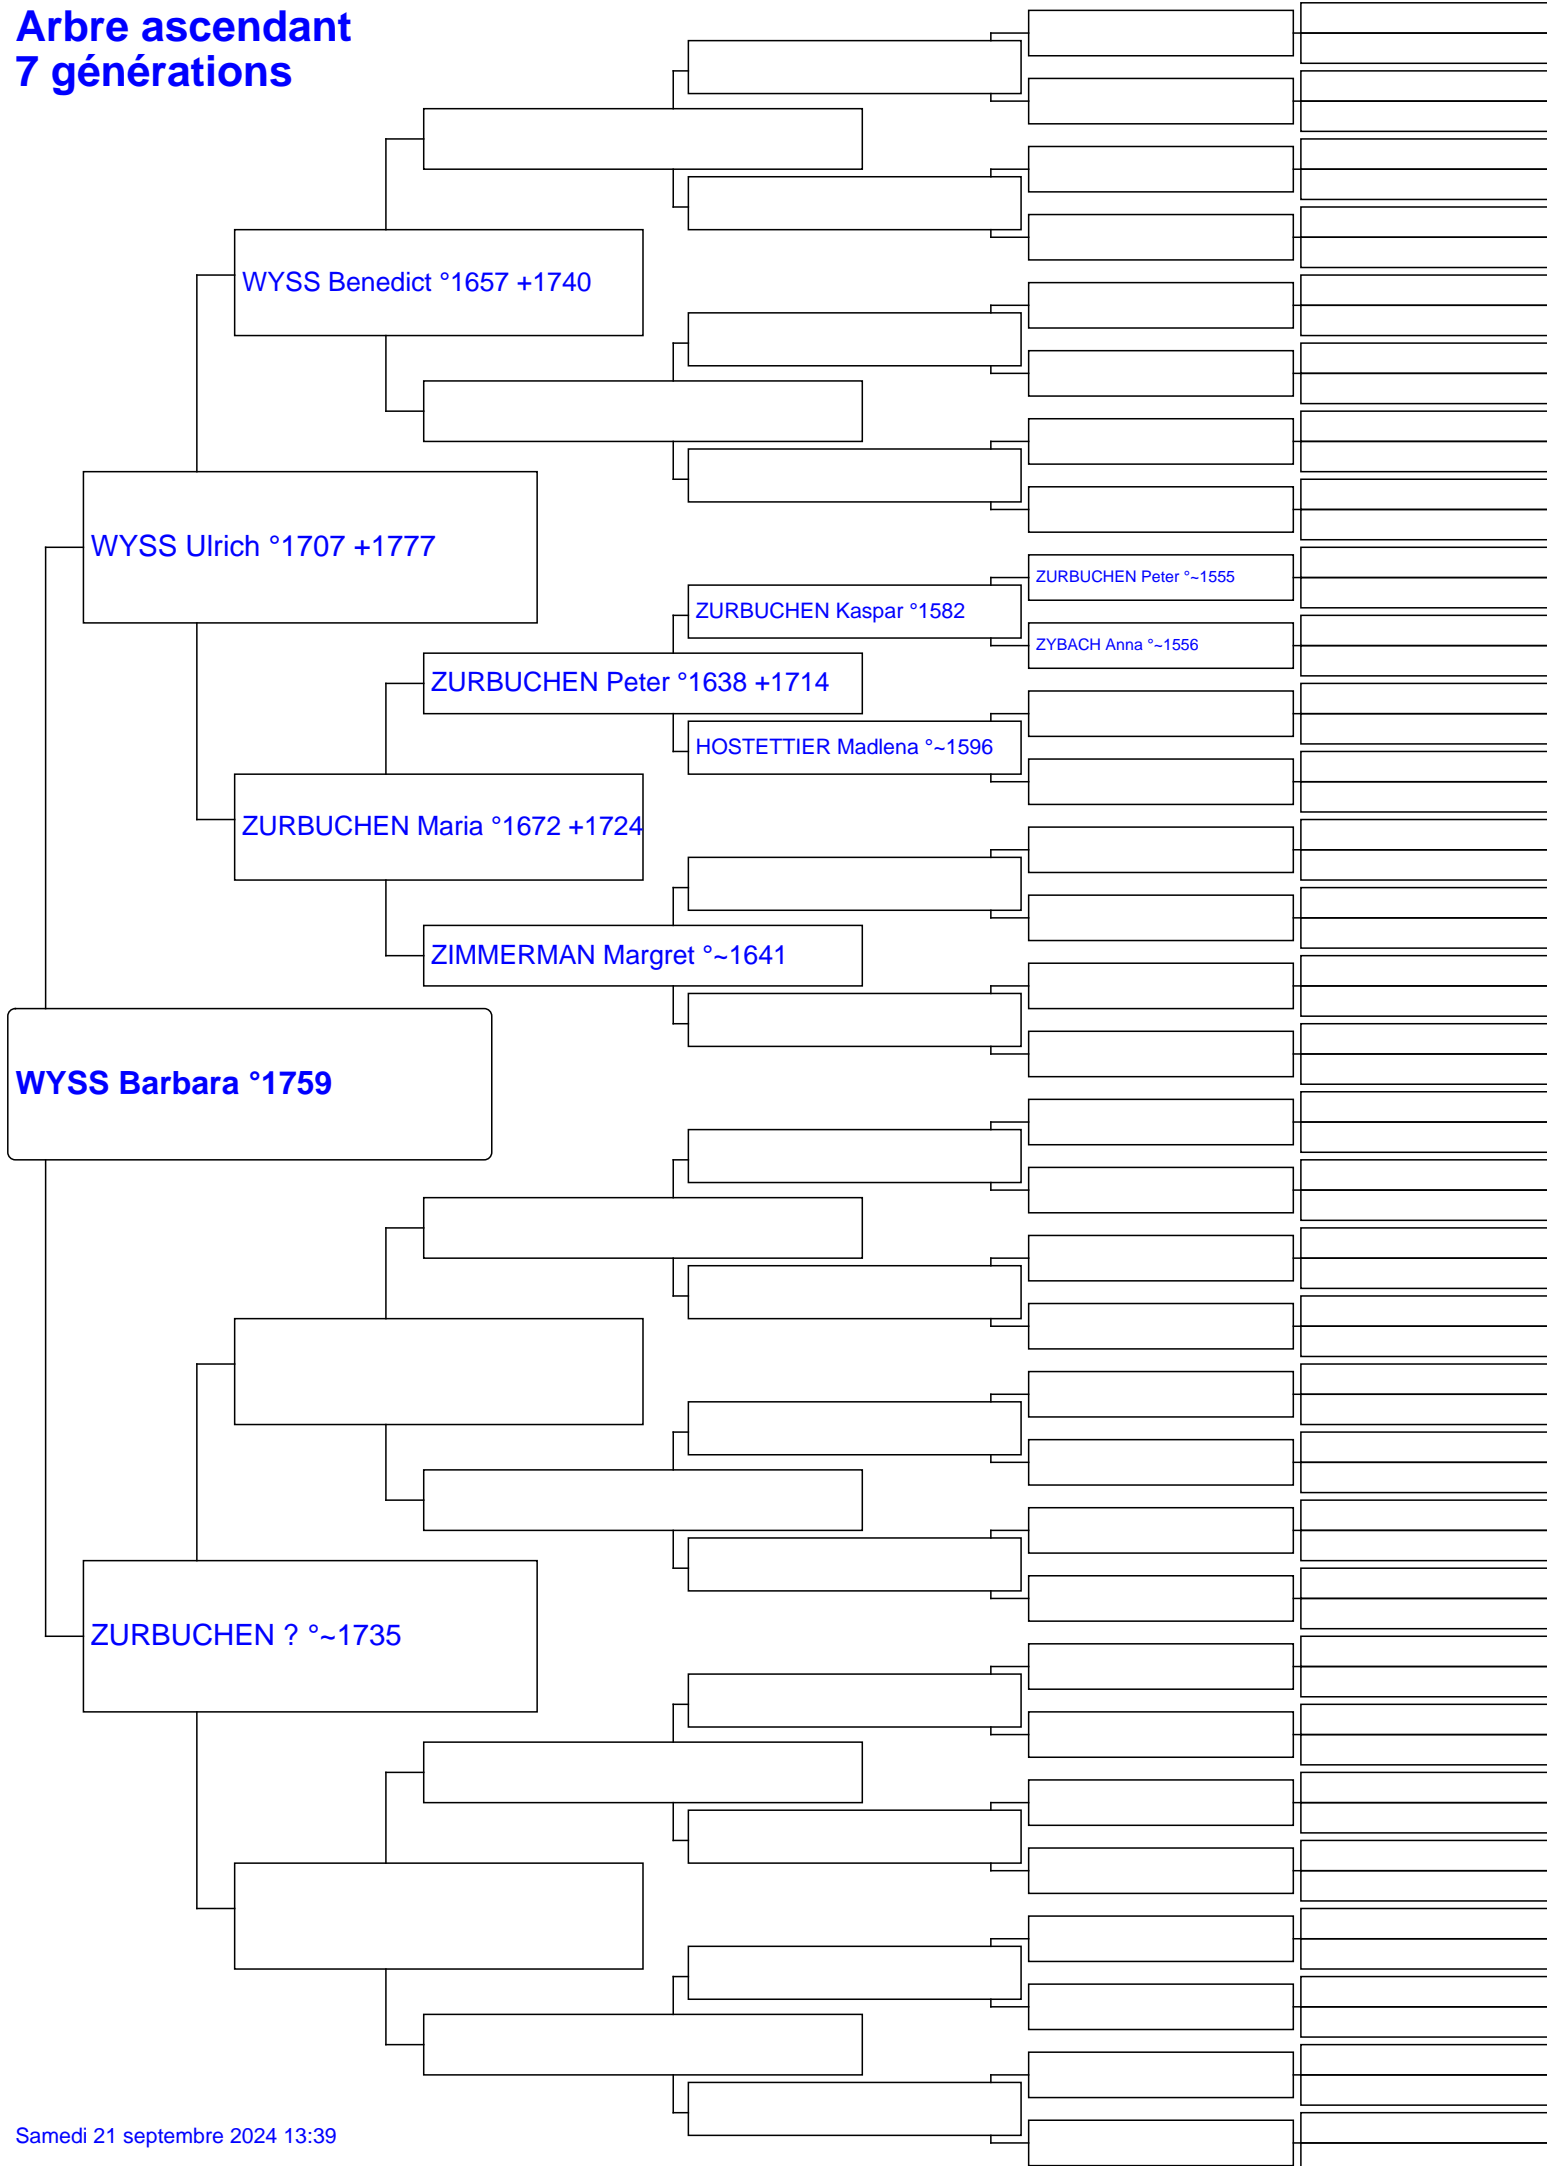 Arbre ascendant
7 générations
WYSS Benedict °1657 +1740
WYSS Ulrich °1707 +1777
ZURBUCHEN Peter °~1555
ZURBUCHEN Kaspar °1582
ZYBACH Anna °~1556
ZURBUCHEN Peter °1638 +1714
HOSTETTIER Madlena °~1596
ZURBUCHEN Maria °1672 +1724
ZIMMERMAN Margret °~1641
WYSS Barbara °1759
ZURBUCHEN ? °~1735
Samedi 21 septembre 2024 13:39